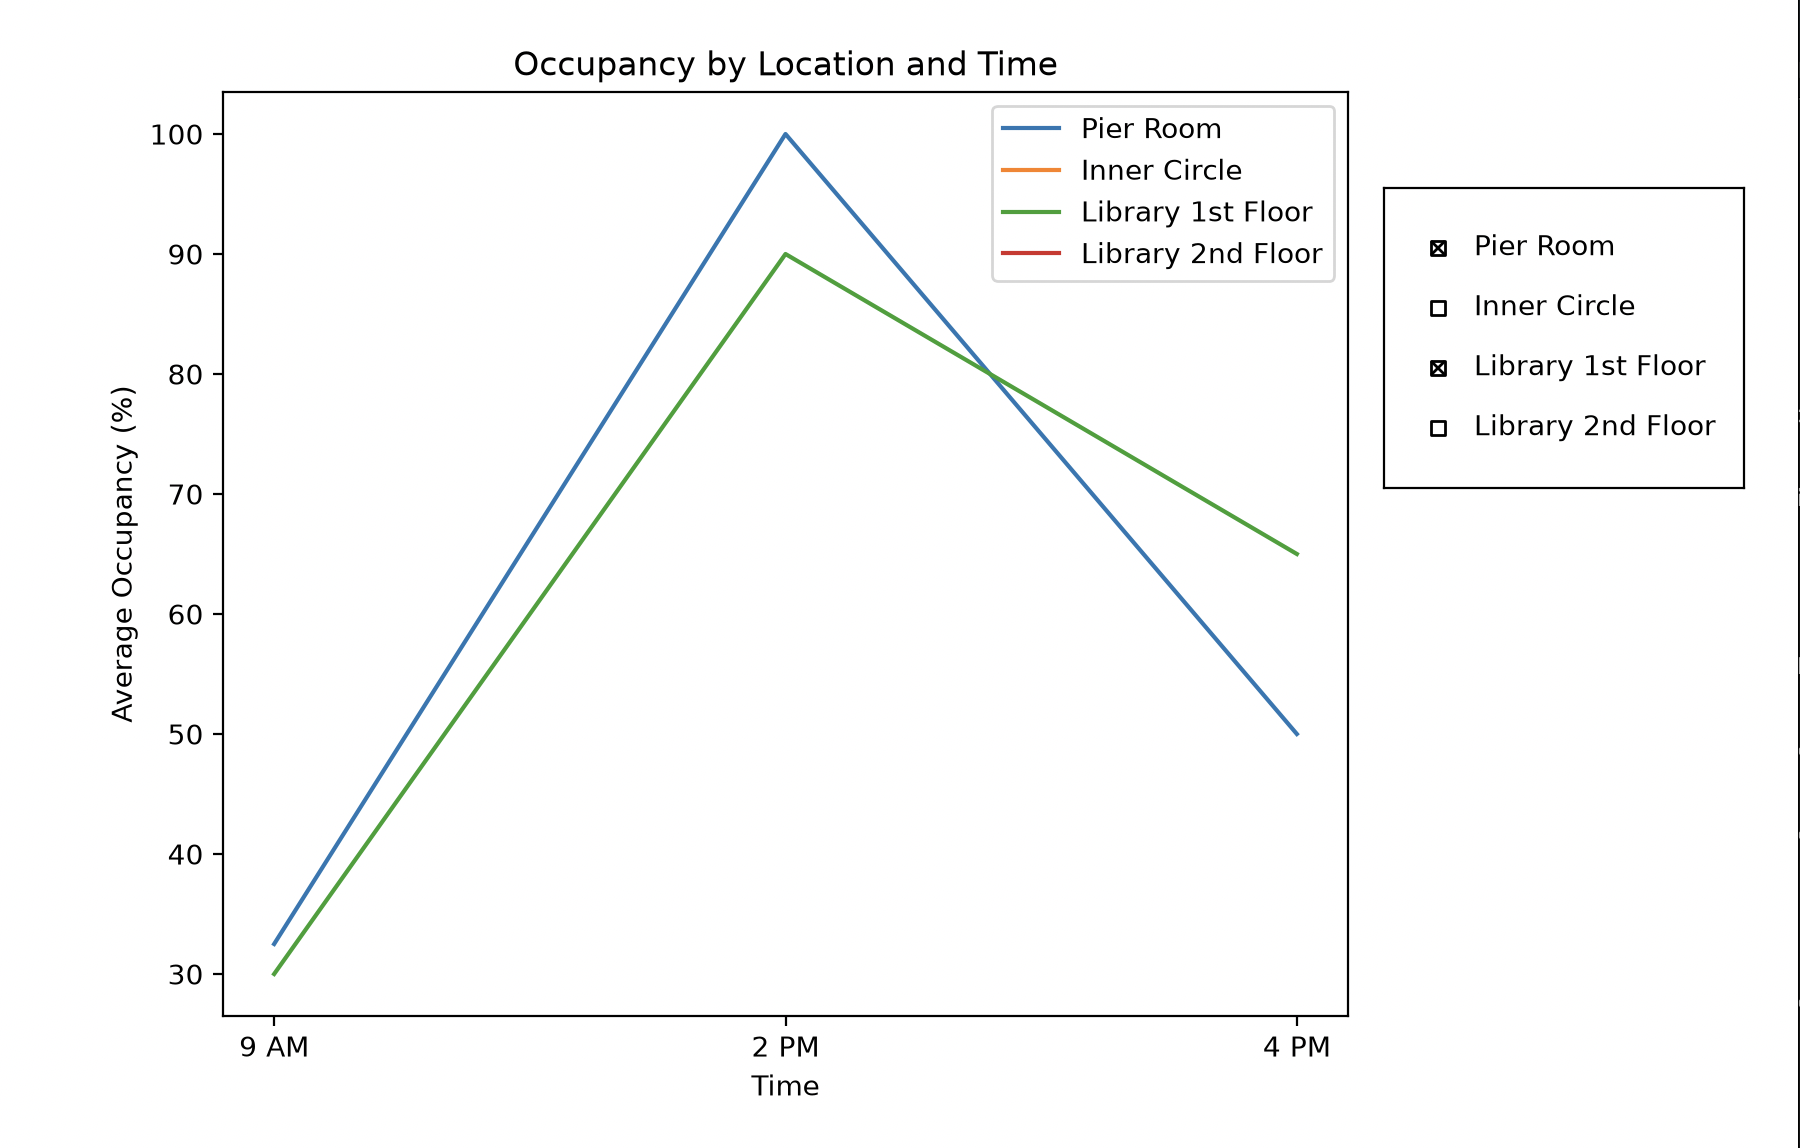 Occupancy by Location and Time
100
90
80
70
60
50
40
30
Average Occupancy (%)
9 AM
2 PM
4 PM
Time
Pier Room
Inner Circle
Library 1st Floor
Library 2nd Floor
Pier Room
Inner Circle
Library 1st Floor
Library 2nd Floor